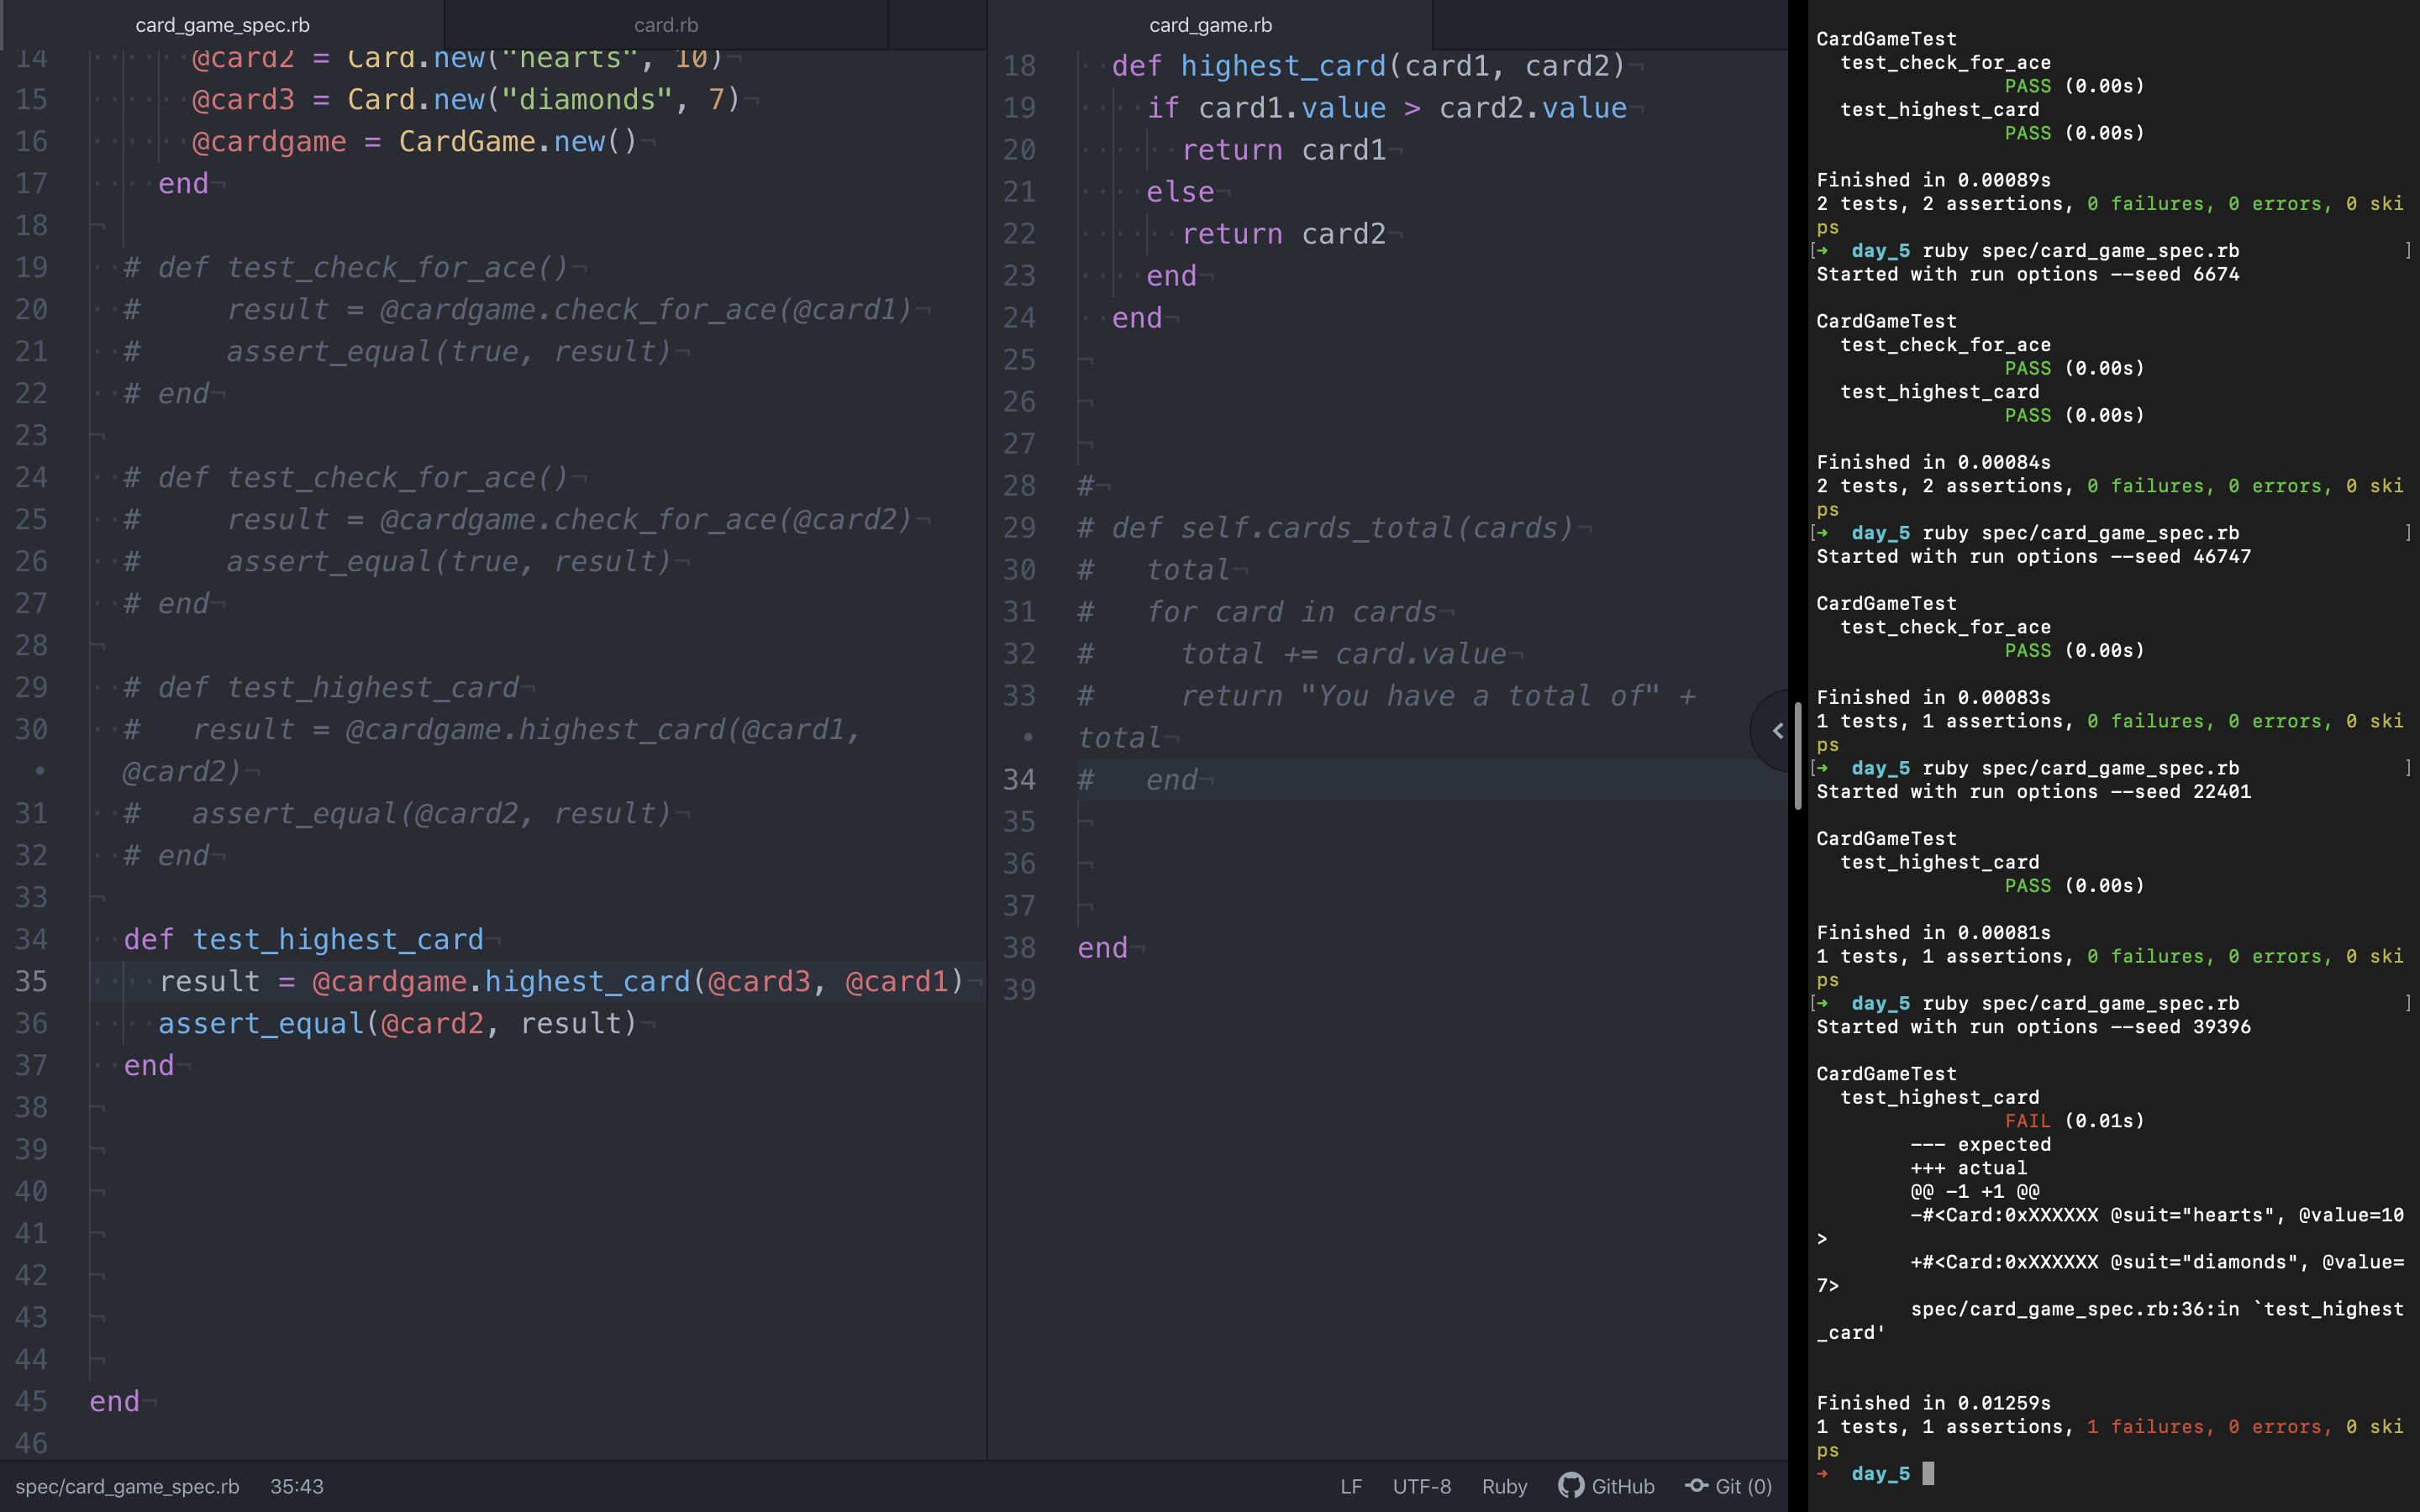 card_game_spec.rb
card.rb
14 @card2 = Card.new("hearts", 10)
15 @card3 = Card.new("diamonds", 7)
16 @cardgame = CardGame.new()
17 end
18
19 # def test_check_for_ace()
20 # result = @cardgame.check_for_ace(@card1)
21 # assert_equal(true, result)
22 # end
23
24 # def test_check_for_ace()
25 # result = @cardgame.check_for_ace(@card2)
26 # assert_equal(true, result)
27 # end
28
29 # def test_highest_card
30 # result = @cardgame.highest_card(@card1,
• @card2)
31 # assert_equal(@card2, result)
32 # end
33
34 def test_highest_card
35 result = @cardgame.highest_card(@card3, @card1)
36 assert_equal(@card2, result)
37 end
38
39
40
41
42
43
44
45 end
46
card_game.rb
18 def highest_card(card1, card2)
19 if card1.value > card2.value
20 return card1
21 else
22 return card2
23 end
24 end
25
26
27
28 #
29 # def self.cards_total(cards)
30 # total
31 # for card in cards
32 # total += card.value
33 # return "You have a total of" +
• total
34 # end
35
36
37
38 end
39
CardGameTest
test_check_for_ace
PASS (0.00s)
test_highest_card
PASS (0.00s)
Finished in 0.00089s
2 tests, 2 assertions, 0 failures, 0 errors, 0 ski
ps
[➜ day_5 ruby spec/card_game_spec.rb ]
Started with run options --seed 6674
CardGameTest
test_check_for_ace
PASS (0.00s)
test_highest_card
PASS (0.00s)
Finished in 0.00084s
2 tests, 2 assertions, 0 failures, 0 errors, 0 ski
ps
[➜ day_5 ruby spec/card_game_spec.rb ]
Started with run options --seed 46747
CardGameTest
test_check_for_ace
PASS (0.00s)
Finished in 0.00083s
1 tests, 1 assertions, 0 failures, 0 errors, 0 ski
ps
[➜ day_5 ruby spec/card_game_spec.rb ]
Started with run options --seed 22401
CardGameTest
test_highest_card
PASS (0.00s)
Finished in 0.00081s
1 tests, 1 assertions, 0 failures, 0 errors, 0 ski
ps
[➜ day_5 ruby spec/card_game_spec.rb ]
Started with run options --seed 39396
CardGameTest
test_highest_card
FAIL (0.01s)
--- expected
+++ actual
@@ -1 +1 @@
-#<Card:0xXXXXXX @suit="hearts", @value=10
>
+#<Card:0xXXXXXX @suit="diamonds", @value=
7>
spec/card_game_spec.rb:36:in `test_highest
_card'
Finished in 0.01259s
1 tests, 1 assertions, 1 failures, 0 errors, 0 ski
ps
➜ day_5
spec/card_game_spec.rb 35:43
LF UTF-8 Ruby GitHub Git (0)